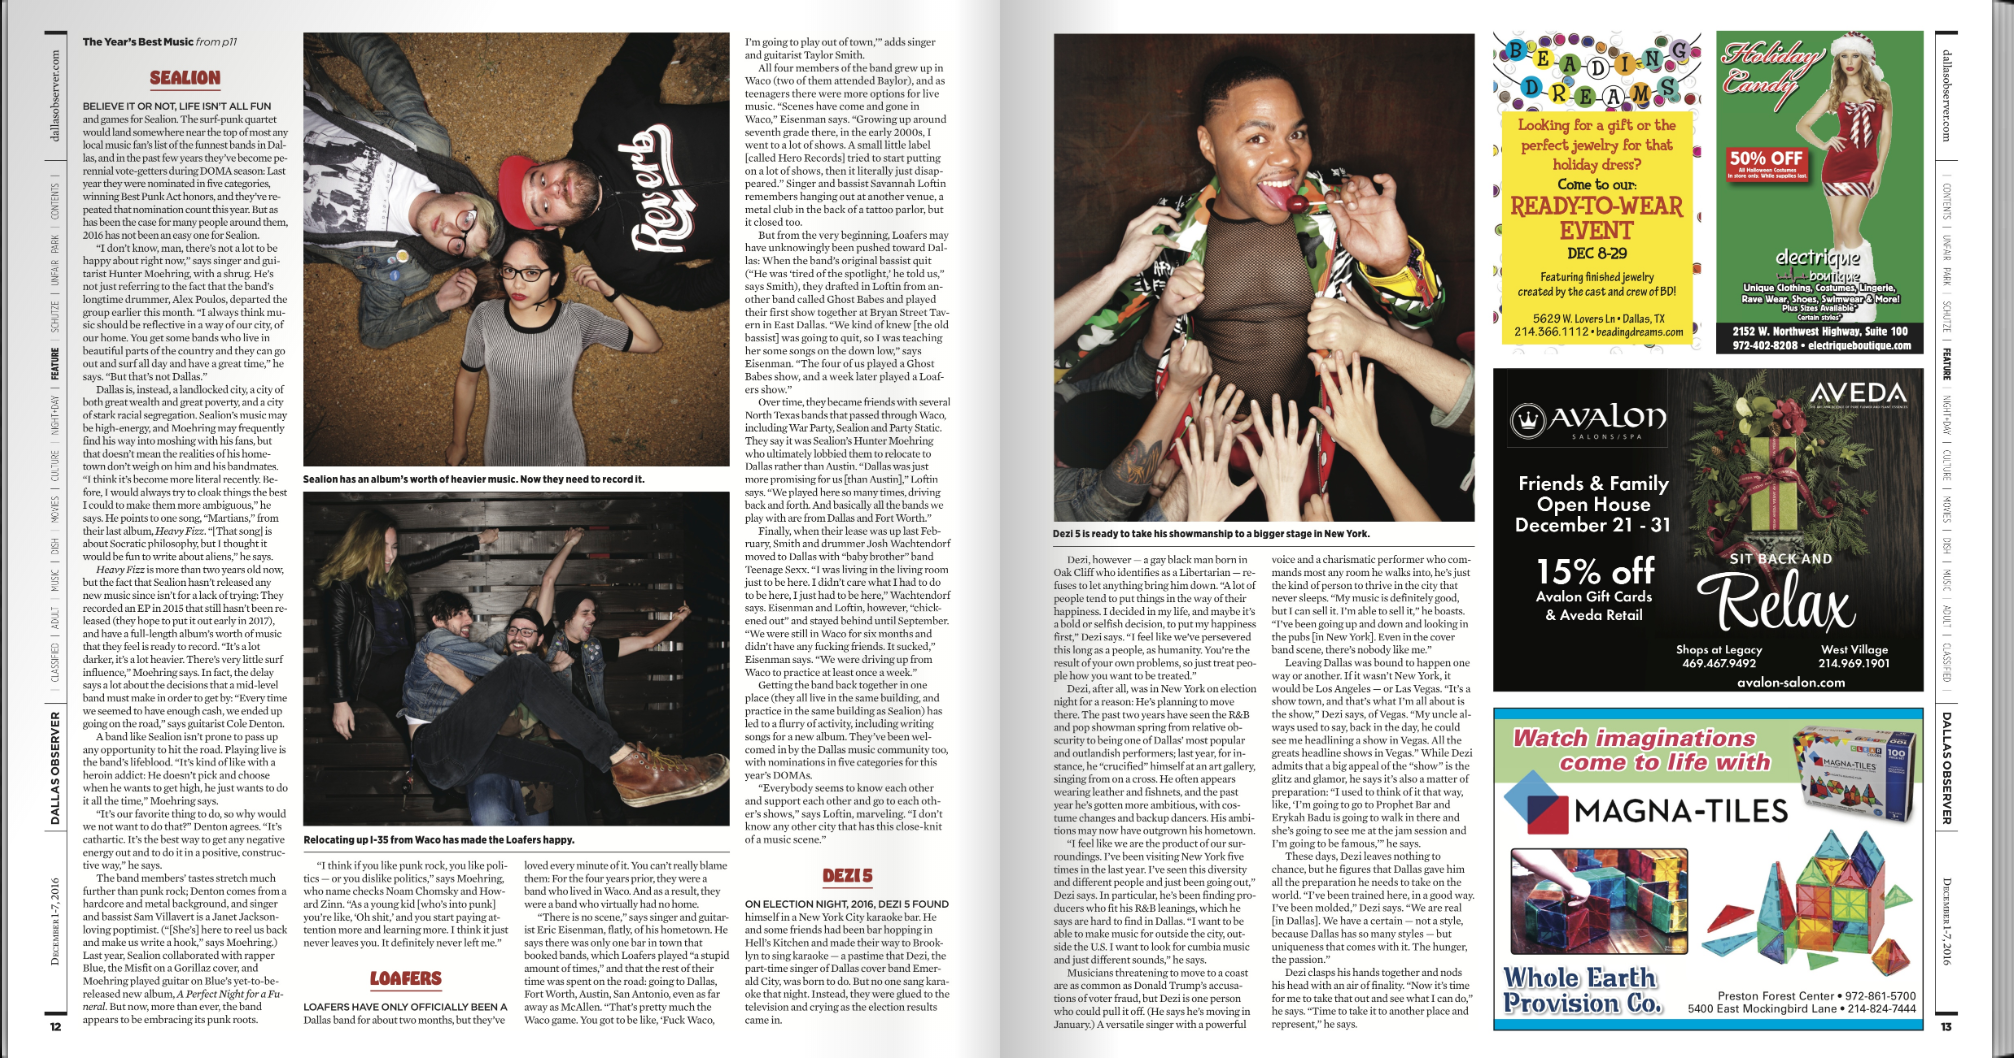 The Year's Best Music from p11
SEALION
BELIEVE IT OR NOT, LIFE ISN'T ALL FUN
and games for Sealion. The surf-punk quartet
would land somewhere near the top of most any
local music fan's list of the funnest bands in Dal-
las, and in the past few years they've become pe-
rennial vote-getters during DOMA season: Last
year they were nominated in five categories,
winning Best Punk Act honors, and they've re-
peated that nomination count this year. But as
has been the case for many people around them,
2016 has not been an easy one for Sealion.
"I don't know, man, there's not a lot to be
happy about right now," says singer and gui-
tarist Hunter Moehring, with a shrug. He's
not just referring to the fact that the band's
longtime drummer, Alex Poulos, departed the
group earlier this month. "I always think mu-
sic should be reflective in a way of our city, of
our home. You get some bands who live in
beautiful parts of the country and they can go
out and surf all day and have a great time," he
says. "But that's not Dallas."
Dallas is, instead, a landlocked city, a city of
both great wealth and great poverty, and a city
of stark racial segregation. Sealion's music may
be high-energy, and Moehring may frequently
find his way into moshing with his fans, but
that doesn't mean the realities of his home-
town don't weigh on him and his bandmates.
"I think it's become more literal recently. Be-
fore, I would always try to cloak things the best
I could to make them more ambiguous," he
says. He points to one song, "Martians," from
their last album, Heavy Fizz. "[That song] is
about Socratic philosophy, but I thought it
would be fun to write about aliens," he says.
Heavy Fizz is more than two years old now,
but the fact that Sealion hasn't released any
new music since isn't for a lack of trying: They
recorded an EP in 2015 that still hasn't been re-
leased (they hope to put it out early in 2017),
and have a full-length album's worth of music
that they feel is ready to record. "It's a lot
darker, it's a lot heavier. There's very little surf
influence," Moehring says. In fact, the delay
says a lot about the decisions that a mid-level
band must make in order to get by: "Every time
we seemed to have enough cash, we ended up
going on the road," says guitarist Cole Denton.
A band like Sealion isn't prone to pass up
any opportunity to hit the road. Playing live is
the band's lifeblood. "It's kind of like with a
heroin addict: He doesn't pick and choose
when he wants to get high, he just wants to do
it all the time," Moehring says.
"It's our favorite thing to do, so why would
we not want to do that?" Denton agrees. "It's
cathartic. It's the best way to get any negative
energy out and to do it in a positive, construc-
tive way," he says.
The band members' tastes stretch much
further than punk rock; Denton comes from a
hardcore and metal background, and singer
and bassist Sam Villavert is a Janet Jackson-
loving poptimist. ("[She's] here to reel us back
and make us write a hook," says Moehring.)
Last year, Sealion collaborated with rapper
Blue, the Misfit on a Gorillaz cover, and
Moehring played guitar on Blue's yet-to-be-
released new album, A Perfect Night for a Fu-
neral. But now, more than ever, the band
appears to be embracing its punk roots.
Reverb
Sealion has an album's worth of heavier music. Now they need to record it.
Relocating up I-35 from Waco has made the Loafers happy.
"I think if you like punk rock, you like poli-
tics — or you dislike politics," says Moehring,
who name checks Noam Chomsky and How-
ard Zinn. "As a young kid [who's into punk]
you're like, 'Oh shit,' and you start paying at-
tention more and learning more. I think it just
never leaves you. It definitely never left me."
LOAFERS
LOAFERS HAVE ONLY OFFICIALLY BEEN A
Dallas band for about two months, but they've
loved every minute of it. You can't really blame
them: For the four years prior, they were a
band who lived in Waco. And as a result, they
were a band who virtually had no home.
"There is no scene," says singer and guitar-
ist Eric Eisenman, flatly, of his hometown. He
says there was only one bar in town that
booked bands, which Loafers played "a stupid
amount of times," and that the rest of their
time was spent on the road: going to Dallas,
Fort Worth, Austin, San Antonio, even as far
away as McAllen. "That's pretty much the
Waco game. You got to be like, 'Fuck Waco,
I'm going to play out of town,'" adds singer
and guitarist Taylor Smith.
All four members of the band grew up in
Waco (two of them attended Baylor), and as
teenagers there were more options for live
music. "Scenes have come and gone in
Waco," Eisenman says. "Growing up around
seventh grade there, in the early 2000s, I
went to a lot of shows. A small little label
[called Hero Records] tried to start putting
on a lot of shows, then it literally just disap-
peared." Singer and bassist Savannah Loftin
remembers hanging out at another venue, a
metal club in the back of a tattoo parlor, but
it closed too.
But from the very beginning, Loafers may
have unknowingly been pushed toward Dal-
las: When the band's original bassist quit
("He was 'tired of the spotlight,' he told us,"
says Smith), they drafted in Loftin from an-
other band called Ghost Babes and played
their first show together at Bryan Street Tav-
ern in East Dallas. "We kind of knew [the old
bassist] was going to quit, so I was teaching
her some songs on the down low," says
Eisenman. "The four of us played a Ghost
Babes show, and a week later played a Loaf-
ers show."
Over time, they became friends with several
North Texas bands that passed through Waco,
including War Party, Sealion and Party Static.
They say it was Sealion's Hunter Moehring
who ultimately lobbied them to relocate to
Dallas rather than Austin. "Dallas was just
more promising for us [than Austin]," Loftin
says. "We played here so many times, driving
back and forth. And basically all the bands we
play with are from Dallas and Fort Worth."
Finally, when their lease was up last Feb-
ruary, Smith and drummer Josh Wachtendorf
moved to Dallas with "baby brother" band
Teenage Sexx. "I was living in the living room
just to be here. I didn't care what I had to do
to be here, I just had to be here," Wachtendorf
says. Eisenman and Loftin, however, "chick-
ened out" and stayed behind until September.
"We were still in Waco for six months and
didn't have any fucking friends. It sucked,"
Eisenman says. "We were driving up from
Waco to practice at least once a week."
Getting the band back together in one
place (they all live in the same building, and
practice in the same building as Sealion) has
led to a flurry of activity, including writing
songs for a new album. They've been wel-
comed in by the Dallas music community too,
with nominations in five categories for this
year's DOMAs.
"Everybody seems to know each other
and support each other and go to each oth-
er's shows," says Loftin, marveling. "I don't
know any other city that has this close-knit
of a music scene."
DEZI 5
ON ELECTION NIGHT, 2016, DEZI 5 FOUND
himself in a New York City karaoke bar. He
and some friends had been bar hopping in
Hell's Kitchen and made their way to Brook-
lyn to sing karaoke — a pastime that Dezi, the
part-time singer of Dallas cover band Emer-
ald City, was born to do. But no one sang kara-
oke that night. Instead, they were glued to the
television and crying as the election results
came in.
dallasobserver.com
| CLASSIFIED | ADULT | MUSIC | DISH | MOVIES | CULTURE | NIGHT+DAY | FEATURE | SCHUTZE | UNFAIR PARK | CONTENTS |
DALLAS OBSERVER
DECEMBER 1-7, 2016
12
Dezi 5 is ready to take his showmanship to a bigger stage in New York.
Dezi, however — a gay black man born in
Oak Cliff who identifies as a Libertarian — re-
fuses to let anything bring him down. "A lot of
people tend to put things in the way of their
happiness. I decided in my life, and maybe it's
a bold or selfish decision, to put my happiness
first," Dezi says. "I feel like we've persevered
this long as a people, as humanity. You're the
result of your own problems, so just treat peo-
ple how you want to be treated."
Dezi, after all, was in New York on election
night for a reason: He's planning to move
there. The past two years have seen the R&B
and pop showman spring from relative ob-
scurity to being one of Dallas' most popular
and outlandish performers; last year, for in-
stance, he "crucified" himself at an art gallery,
singing from on a cross. He often appears
wearing leather and fishnets, and the past
year he's gotten more ambitious, with cos-
tume changes and backup dancers. His ambi-
tions may now have outgrown his hometown.
"I feel like we are the product of our sur-
roundings. I've been visiting New York five
times in the last year. I've seen this diversity
and different people and just been going out,"
Dezi says. In particular, he's been finding pro-
ducers who fit his R&B leanings, which he
says are hard to find in Dallas. "I want to be
able to make music for outside the city, out-
side the U.S. I want to look for cumbia music
and just different sounds," he says.
Musicians threatening to move to a coast
are as common as Donald Trump's accusa-
tions of voter fraud, but Dezi is one person
who could pull it off. (He says he's moving in
January.) A versatile singer with a powerful
voice and a charismatic performer who com-
mands most any room he walks into, he's just
the kind of person to thrive in the city that
never sleeps. "My music is definitely good,
but I can sell it. I'm able to sell it," he boasts.
"I've been going up and down and looking in
the pubs [in New York]. Even in the cover
band scene, there's nobody like me."
Leaving Dallas was bound to happen one
way or another. If it wasn't New York, it
would be Los Angeles — or Las Vegas. "It's a
show town, and that's what I'm all about is
the show," Dezi says, of Vegas. "My uncle al-
ways used to say, back in the day, he could
see me headlining a show in Vegas. All the
greats headline shows in Vegas." While Dezi
admits that a big appeal of the "show" is the
glitz and glamor, he says it's also a matter of
preparation: "I used to think of it that way,
like, 'I'm going to go to Prophet Bar and
Erykah Badu is going to walk in there and
she's going to see me at the jam session and
I'm going to be famous,'" he says.
These days, Dezi leaves nothing to
chance, but he figures that Dallas gave him
all the preparation he needs to take on the
world. "I've been trained here, in a good way.
I've been molded," Dezi says. "We are real
[in Dallas]. We have a certain — not a style,
because Dallas has so many styles — but
uniqueness that comes with it. The hunger,
the passion."
Dezi clasps his hands together and nods
his head with an air of finality. "Now it's time
for me to take that out and see what I can do,"
he says. "Time to take it to another place and
represent," he says.
BEADING
DREAMS
Looking for a gift or the
perfect jewelry for that
holiday dress?
Come to our:
READY-TO-WEAR
EVENT
DEC 8-29
Featuring finished jewelry
created by the cast and crew of BD!
5629 W. Lovers Ln • Dallas, TX
214.366.1112 • beadingdreams.com
Holiday
Candy
50% OFF
All Halloween Costumes
In store only. While supplies last.
electrique
boutique
Unique Clothing, Costumes, Lingerie,
Rave Wear, Shoes, Swimwear & More!
Plus Sizes Available*
Certain styles*
2152 W. Northwest Highway, Suite 100
972-402-8208 • electriqueboutique.com
AVALON
SALONS/SPA
AVEDA
Friends & Family
Open House
December 21 - 31
15% off
Avalon Gift Cards
& Aveda Retail
SIT BACK AND
Relax
Shops at Legacy
469.467.9492
West Village
214.969.1901
avalon-salon.com
Watch imaginations
come to life with
MAGNA-TILES
MAGNA-TILES
100
Whole Earth
Provision Co.
Preston Forest Center • 972-861-5700
5400 East Mockingbird Lane • 214-824-7444
dallasobserver.com
| CONTENTS | UNFAIR PARK | SCHUTZE | FEATURE | NIGHT+DAY | CULTURE | MOVIES | DISH | MUSIC | ADULT | CLASSIFIED |
DALLAS OBSERVER
DECEMBER 1-7, 2016
13